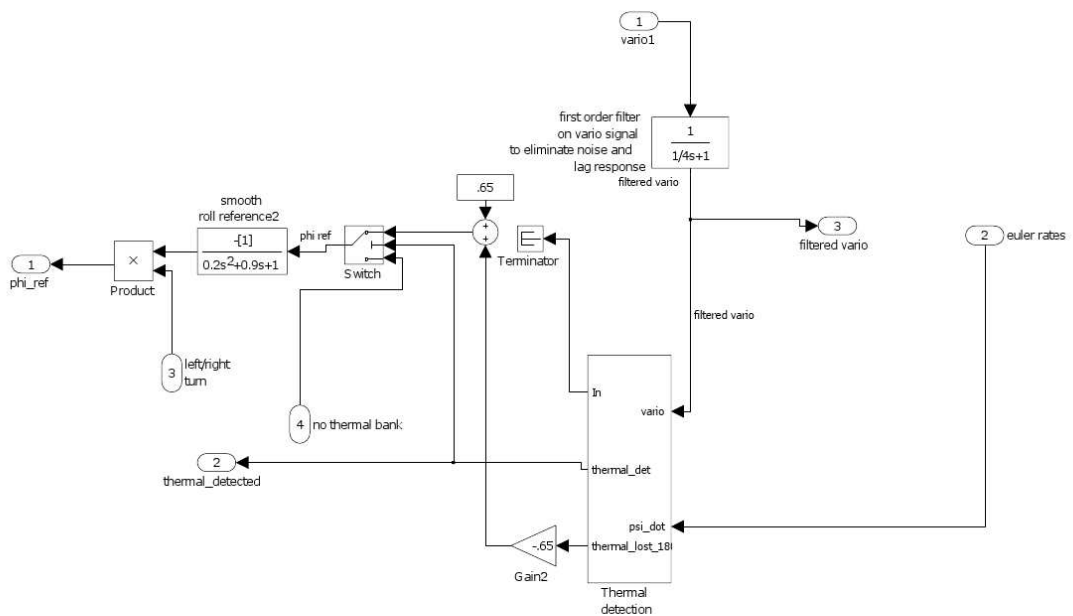 1
vario1
first order filter
on vario signal
to eliminate noise and
lag response
1
1/4s+1
filtered vario
.65
smooth
roll reference2
-[1]
0.2s²+0.9s+1
phi ref
Switch
+
+
Terminator
3
filtered vario
2
euler rates
1
phi_ref
×
Product
filtered vario
3
left/right
turn
4
no thermal bank
In
vario
2
thermal_detected
thermal_det
psi_dot
thermal_lost_18
-.65
Gain2
Thermal
detection